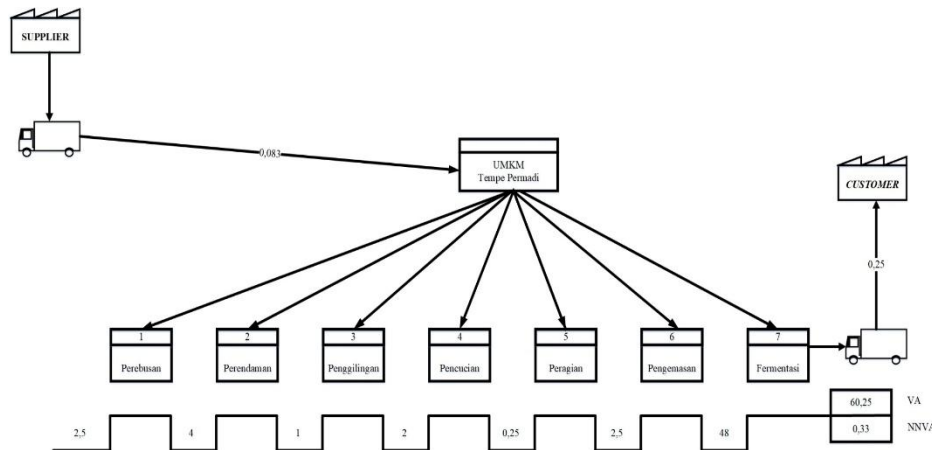 SUPPLIER
0,083
UMKM
Tempe Permadi
CUSTOMER
0,25
1
2
3
4
5
6
7
Perebusan
Perendaman
Penggilingan
Pencucian
Peragian
Pengemasan
Fermentasi
60,25
VA
0,33
NNVA
2,5
4
1
2
0,25
2,5
48